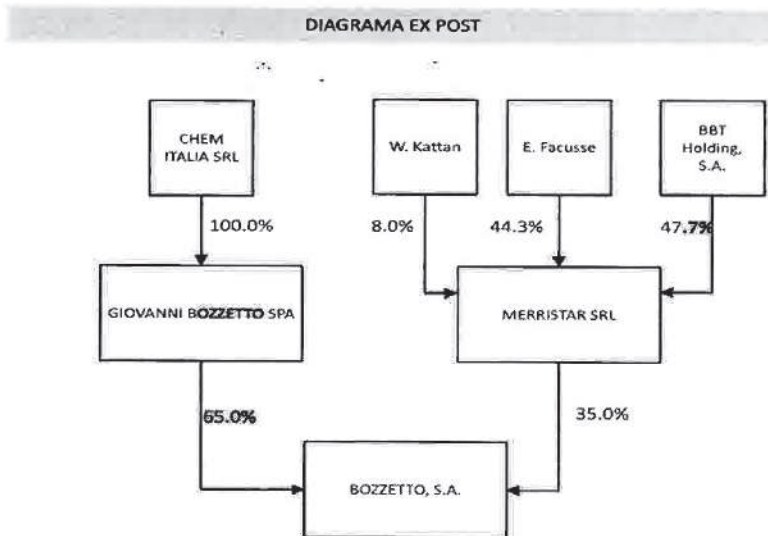 DIAGRAMA EX POST
CHEM
ITALIA SRL
W. Kattan
E. Facusse
BBT
Holding,
S.A.
100.0%
8.0%
44.3%
47.7%
GIOVANNI BOZZETTO SPA
MERRISTAR SRL
65.0%
35.0%
BOZZETTO, S.A.